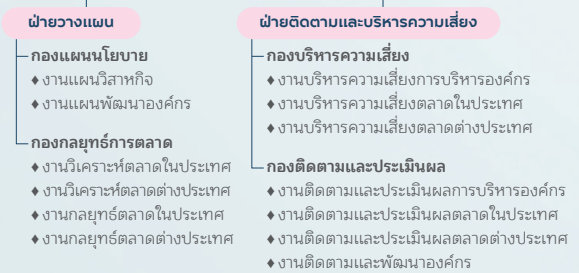 ฝ่ายวางแผน
กองแผนนโยบาย
♦ งานแผนวิสาหกิจ
♦ งานแผนพัฒนาองค์กร
กองกลยุทธ์การตลาด
♦ งานวิเคราะห์ตลาดในประเทศ
♦ งานวิเคราะห์ตลาดต่างประเทศ
♦ งานกลยุทธ์ตลาดในประเทศ
♦ งานกลยุทธ์ตลาดต่างประเทศ
ฝ่ายติดตามและบริหารความเสี่ยง
กองบริหารความเสี่ยง
♦ งานบริหารความเสี่ยงการบริหารองค์กร
♦ งานบริหารความเสี่ยงตลาดในประเทศ
♦ งานบริหารความเสี่ยงตลาดต่างประเทศ
กองติดตามและประเมินผล
♦ งานติดตามและประเมินผลการบริหารองค์กร
♦ งานติดตามและประเมินผลตลาดในประเทศ
♦ งานติดตามและประเมินผลตลาดต่างประเทศ
♦ งานติดตามและพัฒนาองค์กร